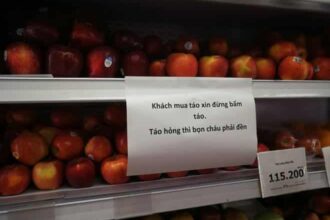 Khách mua táo xin đừng bấm
táo.
Táo hỏng thì bọn cháu phải đền
115.200